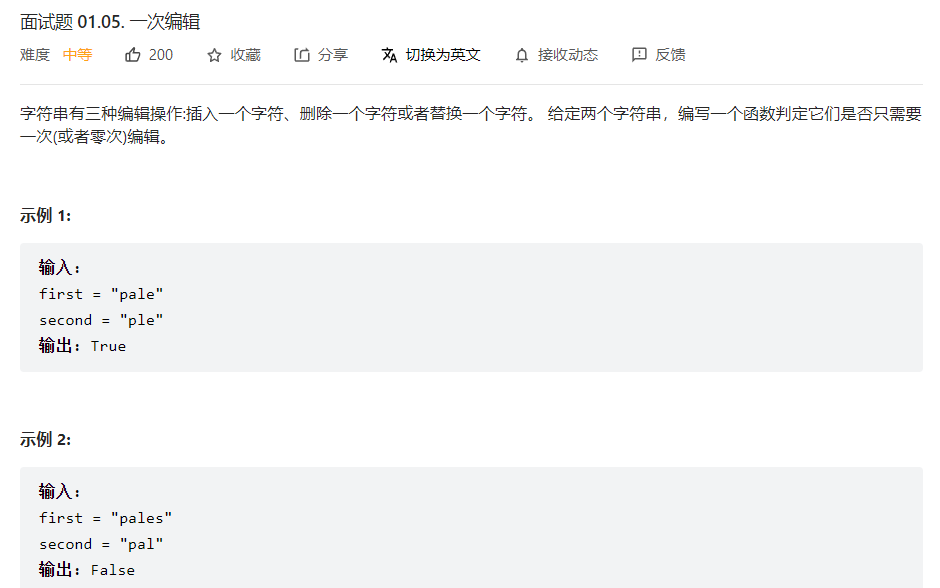 面试题 01.05. 一次编辑
难度 中等 200 收藏 分享 切换为英文 接收动态 反馈
字符串有三种编辑操作:插入一个字符、删除一个字符或者替换一个字符。 给定两个字符串，编写一个函数判定它们是否只需要
一次(或者零次)编辑。
示例 1:
输入：
first = "pale"
second = "ple"
输出：True
示例 2:
输入：
first = "pales"
second = "pal"
输出：False